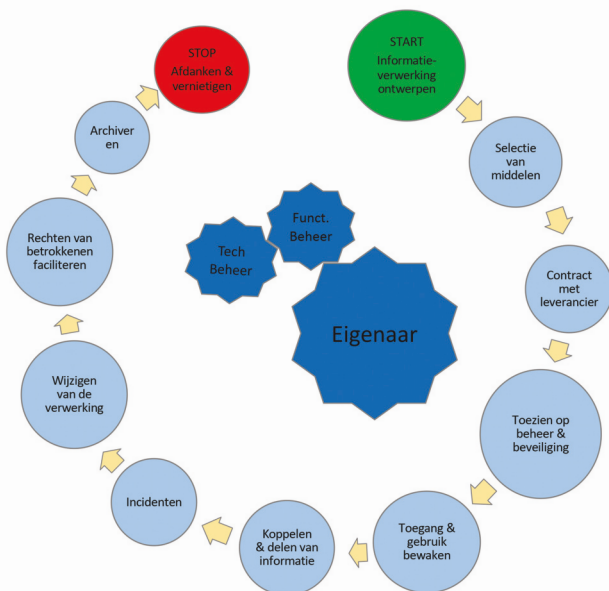 START
Informatie-
verwerking
ontwerpen
Selectie
van
middelen
Contract
met
leverancier
Toezien op
beheer &
beveiliging
Toegang &
gebruik
bewaken
Koppelen
& delen van
informatie
Incidenten
Wijzigen
van de
verwerking
Rechten van
betrokkenen
faciliteren
Archiver
en
STOP
Afdanken &
vernietigen
Funct.
Beheer
Tech
Beheer
Eigenaar